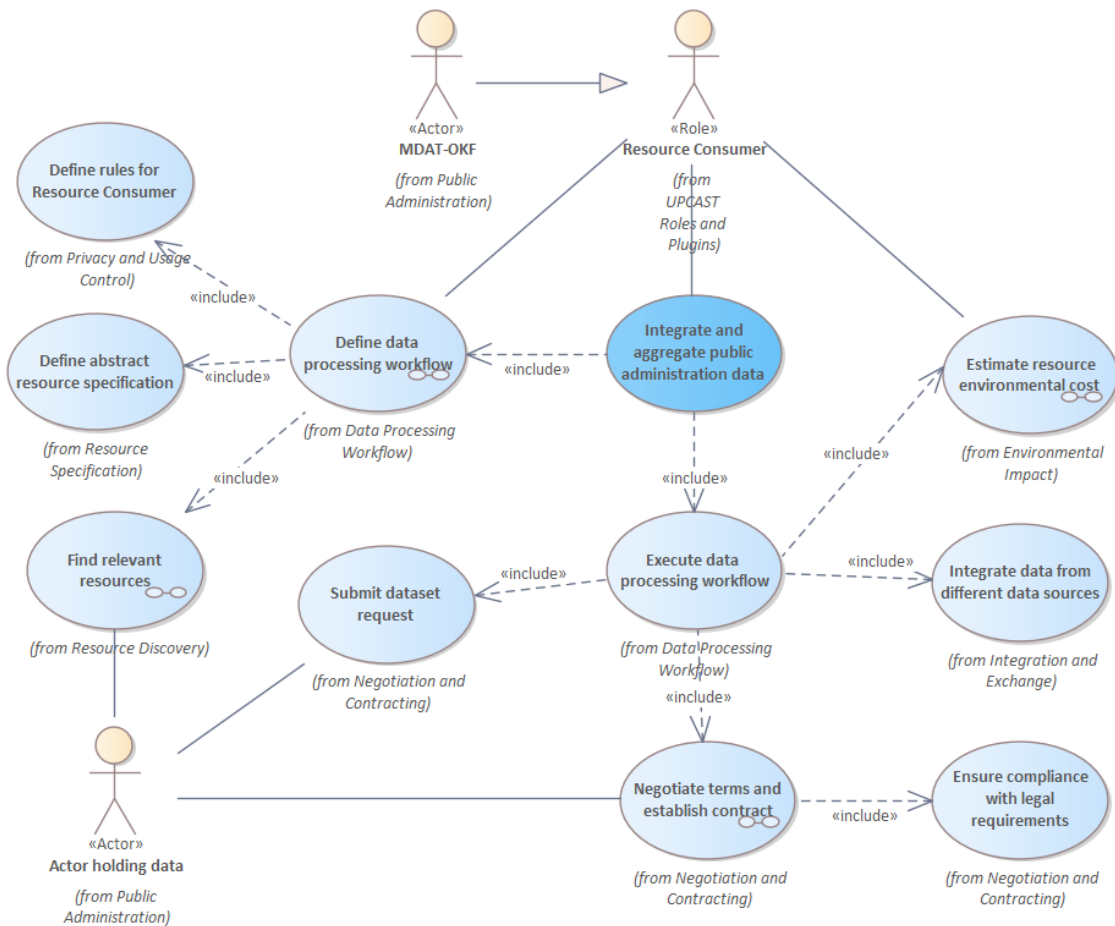 «Actor»
MDAT-OKF
(from Public
Administration)
«Role»
Resource Consumer
(from
UPCAST
Roles and
Plugins)
Define rules for
Resource Consumer
(from Privacy and Usage
Control)
«include»
Define abstract
resource specification
(from Resource
Specification)
«include»
Define data
processing workflow
(from Data Processing
Workflow)
«include»
Integrate and
aggregate public
administration data
Estimate resource
environmental cost
(from Environmental
Impact)
«include»
«include»
«include»
Find relevant
resources
(from Resource Discovery)
Submit dataset
request
(from Negotiation and
Contracting)
«include»
Execute data
processing workflow
(from Data Processing
Workflow)
«include»
Integrate data from
different data sources
(from Integration and
Exchange)
«include»
«Actor»
Actor holding data
(from Public
Administration)
Negotiate terms and
establish contract
(from Negotiation and
Contracting)
«include»
Ensure compliance
with legal
requirements
(from Negotiation and
Contracting)